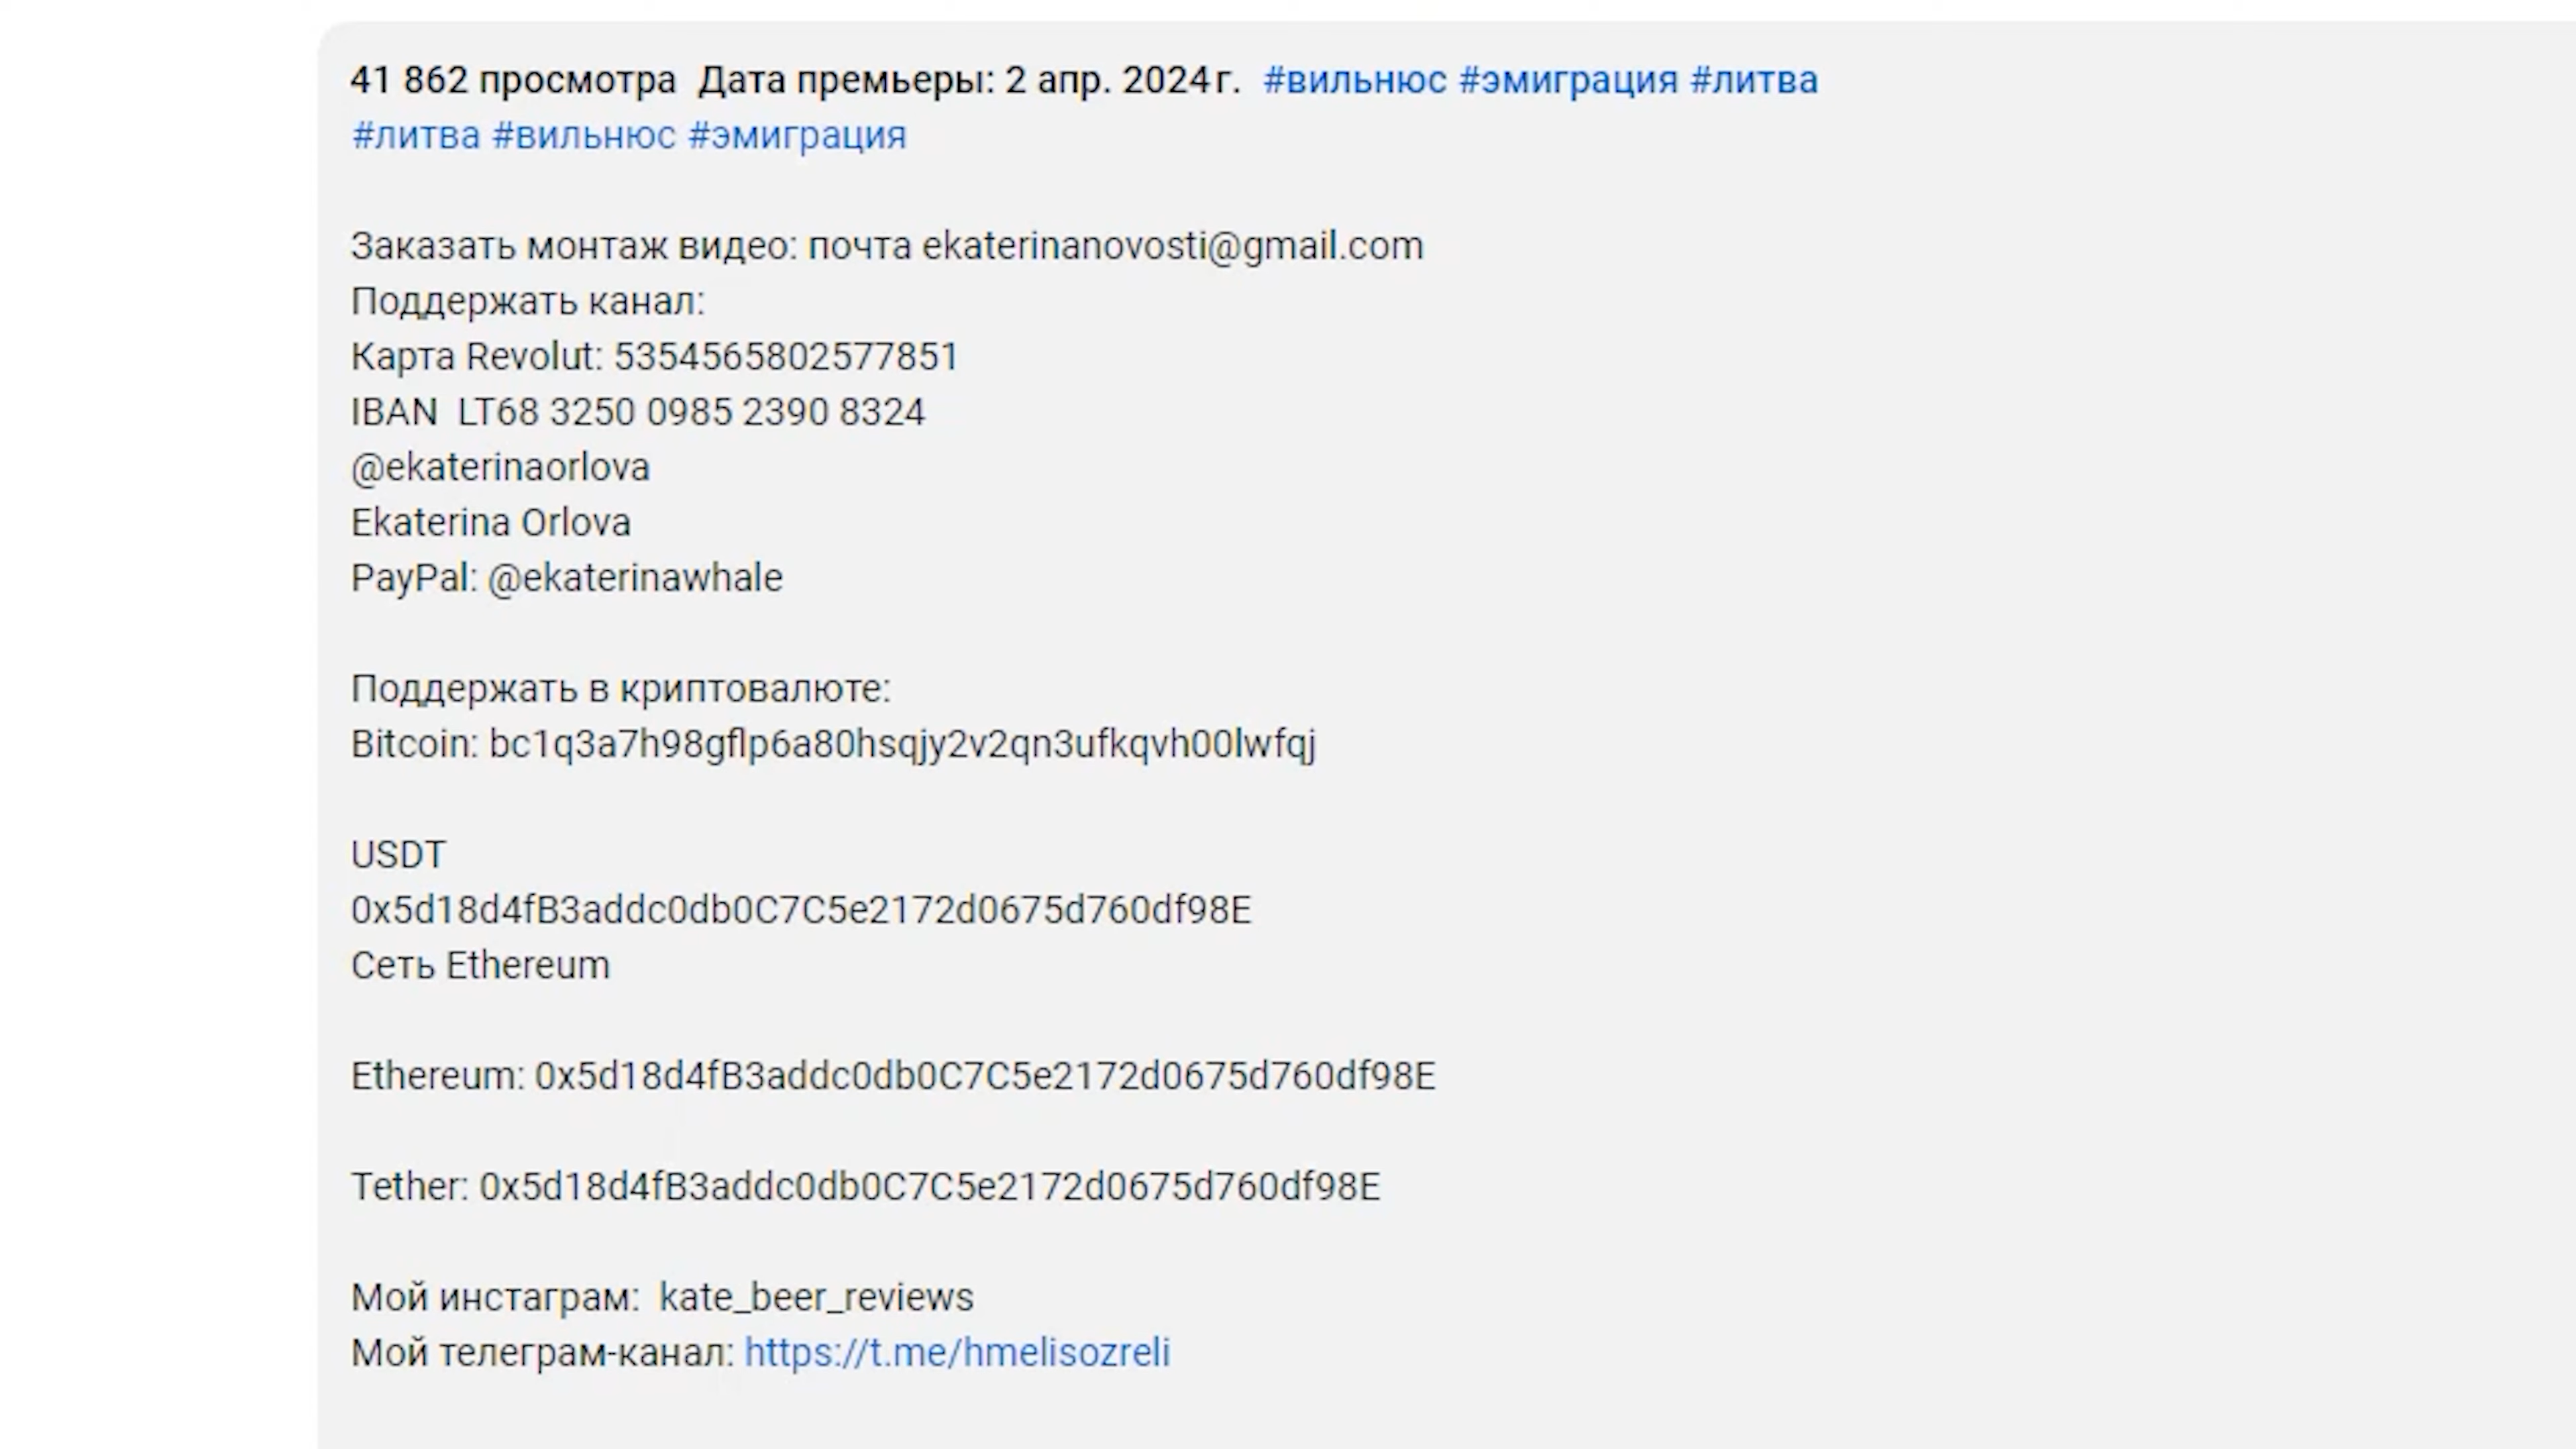 41 862 просмотра Дата премьеры: 2 апр. 2024 г. #вильнюс #эмиграция #литва
#литва #вильнюс #эмиграция
Заказать монтаж видео: почта ekaterinanovosti@gmail.com
Поддержать канал:
Карта Revolut: 5354565802577851
IBAN LT68 3250 0985 2390 8324
@ekaterinaorlova
Ekaterina Orlova
PayPal: @ekaterinawhale
Поддержать в криптовалюте:
Bitcoin: bc1q3a7h98gflp6a80hsqjy2v2qn3ufkqvh00lwfqj
USDT
0x5d18d4fB3addc0db0C7C5e2172d0675d760df98E
Сеть Ethereum
Ethereum: 0x5d18d4fB3addc0db0C7C5e2172d0675d760df98E
Tether: 0x5d18d4fB3addc0db0C7C5e2172d0675d760df98E
Мой инстаграм: kate_beer_reviews
Мой телеграм-канал: https://t.me/hmelisozreli